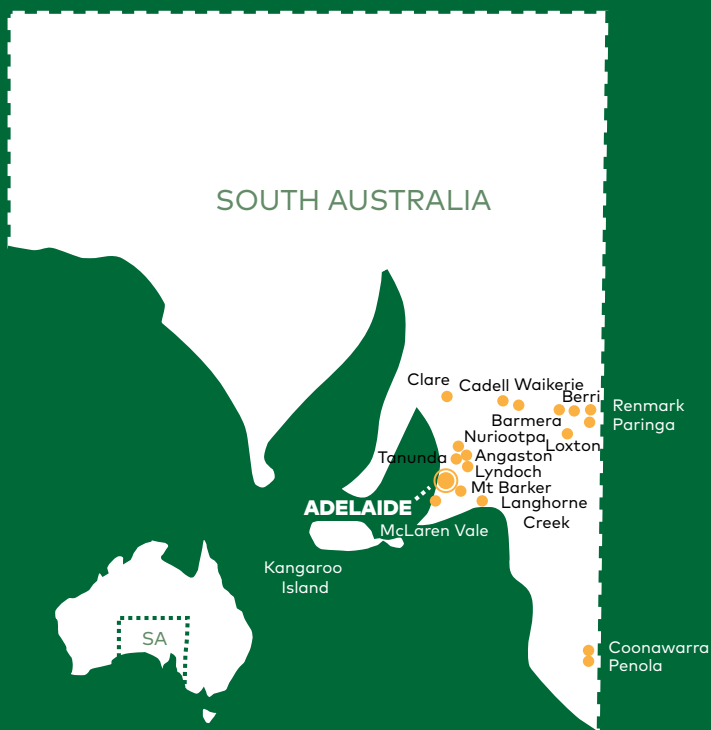 SOUTH AUSTRALIA
Clare
Cadell
Waikerie
Berri
Renmark
Paringa
Barmera
Loxton
Nuriootpa
Tanunda
Angaston
Lyndoch
Mt Barker
ADELAIDE
Langhorne
Creek
McLaren Vale
Kangaroo
Island
SA
Coonawarra
Penola